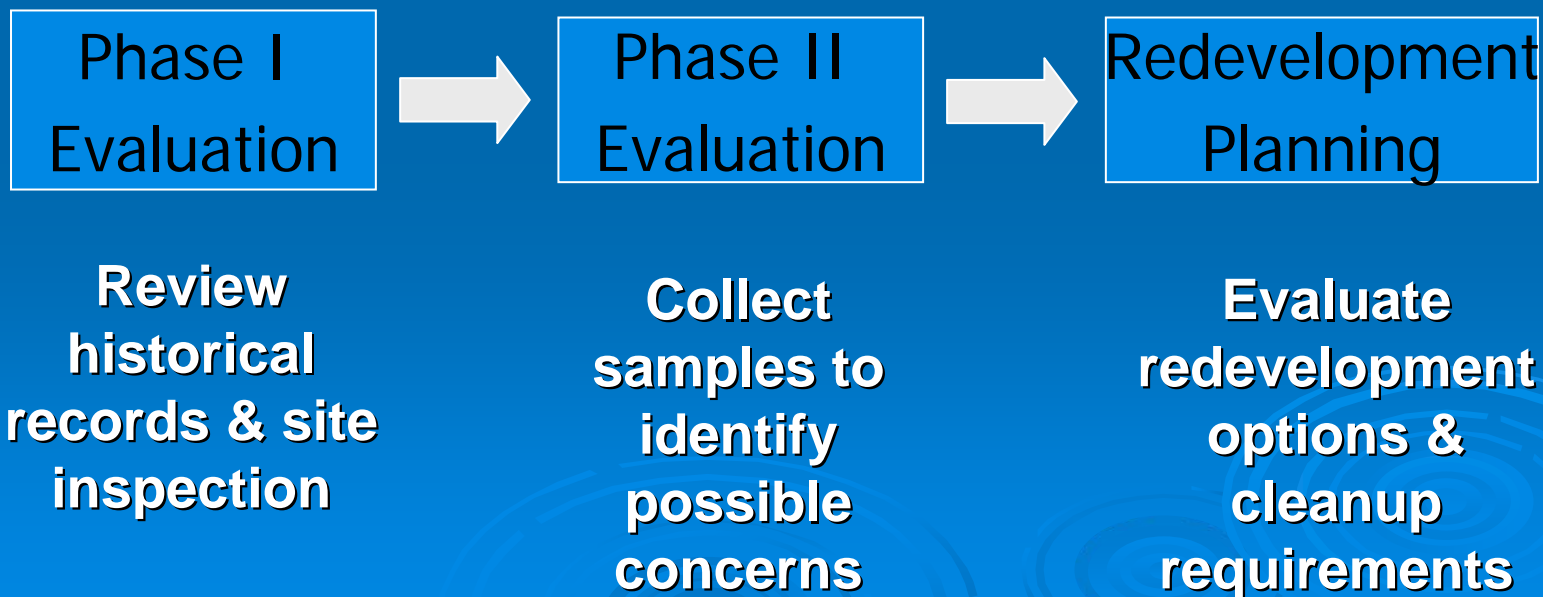 Phase I
Evaluation
Phase II
Evaluation
Redevelopment
Planning
Review
historical
records & site
inspection
Collect
samples to
identify
possible
concerns
Evaluate
redevelopment
options &
cleanup
requirements